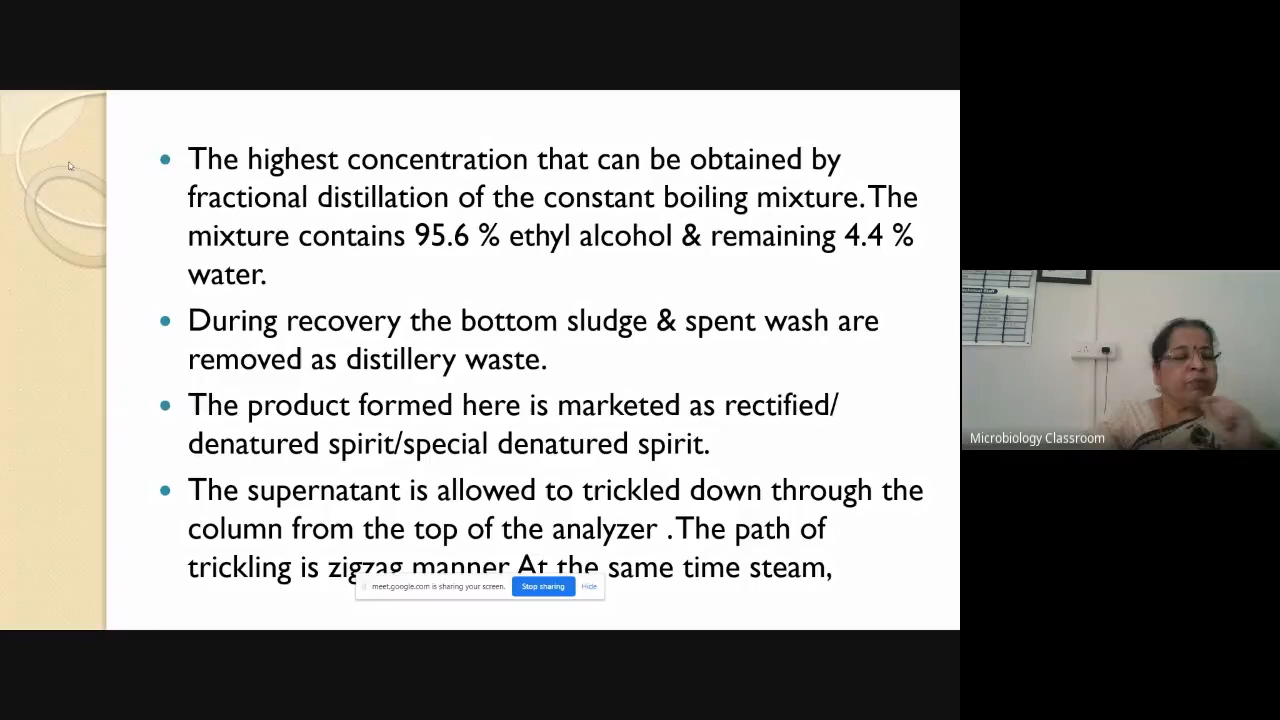 The highest concentration that can be obtained by
fractional distillation of the constant boiling mixture. The
mixture contains 95.6 % ethyl alcohol & remaining 4.4 %
water.
During recovery the bottom sludge & spent wash are
removed as distillery waste.
The product formed here is marketed as rectified/
denatured spirit/special denatured spirit.
The supernatant is allowed to trickled down through the
column from the top of the analyzer . The path of
trickling is zigzag manner At the same time steam,
meet.google.com is sharing your screen.
Stop sharing
Hide
Microbiology Classroom